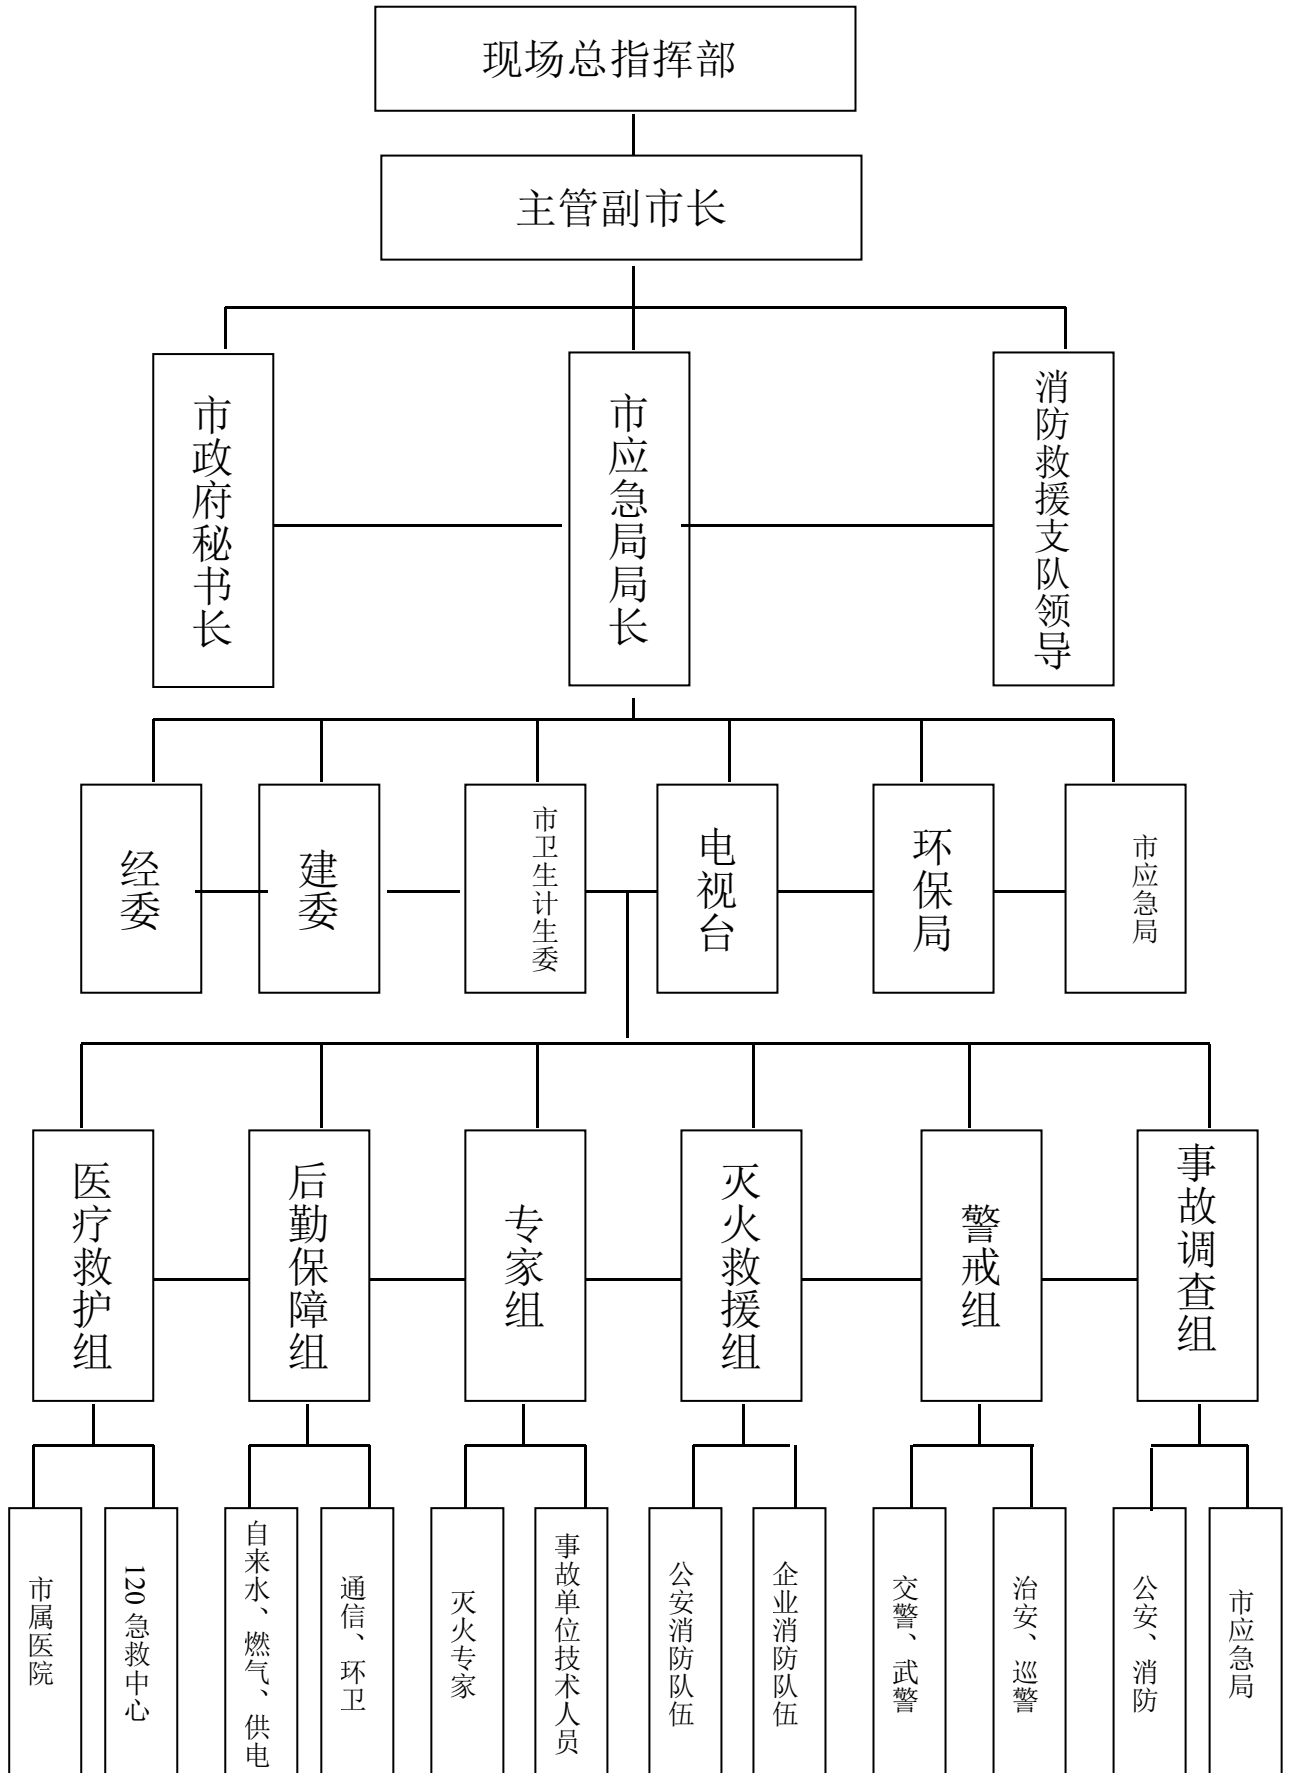 现场总指挥部
主管副市长
市政府秘书长
市应急局局长
消防救援支队领导
经委
建委
市卫生计生委
电视台
环保局
市应急局
医疗救护组
后勤保障组
专家组
灭火救援组
警戒组
事故调查组
市属医院
120 急救中心
自来水、燃气、供电
通信、环卫
灭火专家
事故单位技术人员
公安消防队伍
企业消防队伍
交警、武警
治安、巡警
公安、消防
市应急局